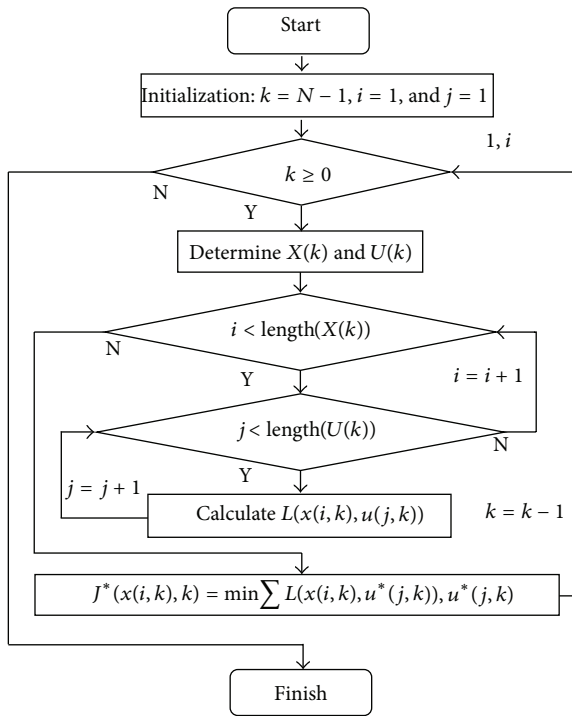 Start
Initialization: k = N − 1, i = 1, and j = 1
1, i
k ≥ 0
N
Y
Determine X(k) and U(k)
i < length(X(k))
N
Y
i = i + 1
j < length(U(k))
N
Y
j = j + 1
Calculate L(x(i, k), u(j, k))
k = k − 1
J*(x(i, k), k) = min∑ L(x(i, k), u*(j, k)), u*(j, k)
Finish